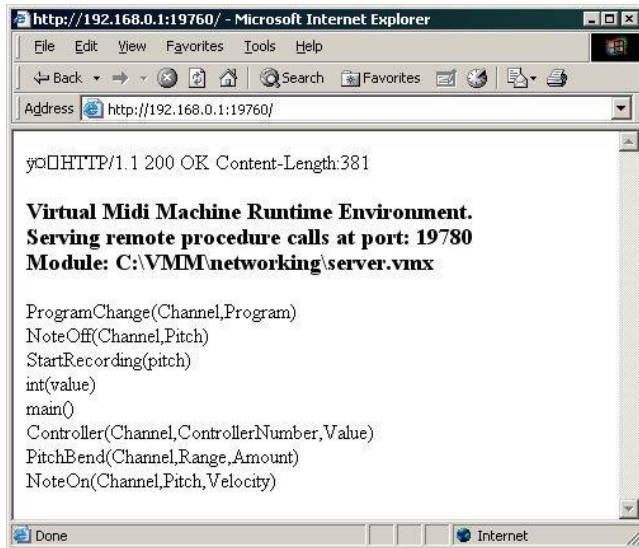 http://192.168.0.1:19760/ - Microsoft Internet Explorer
File Edit View Favorites Tools Help
Back Search Favorites
Address http://192.168.0.1:19760/
ÿ¤□HTTP/1.1 200 OK Content-Length:381
Virtual Midi Machine Runtime Environment.
Serving remote procedure calls at port: 19780
Module: C:\VMM\networking\server.vmx
ProgramChange(Channel,Program)
NoteOff(Channel,Pitch)
StartRecording(pitch)
int(value)
main()
Controller(Channel,ControllerNumber,Value)
PitchBend(Channel,Range,Amount)
NoteOn(Channel,Pitch,Velocity)
Done Internet